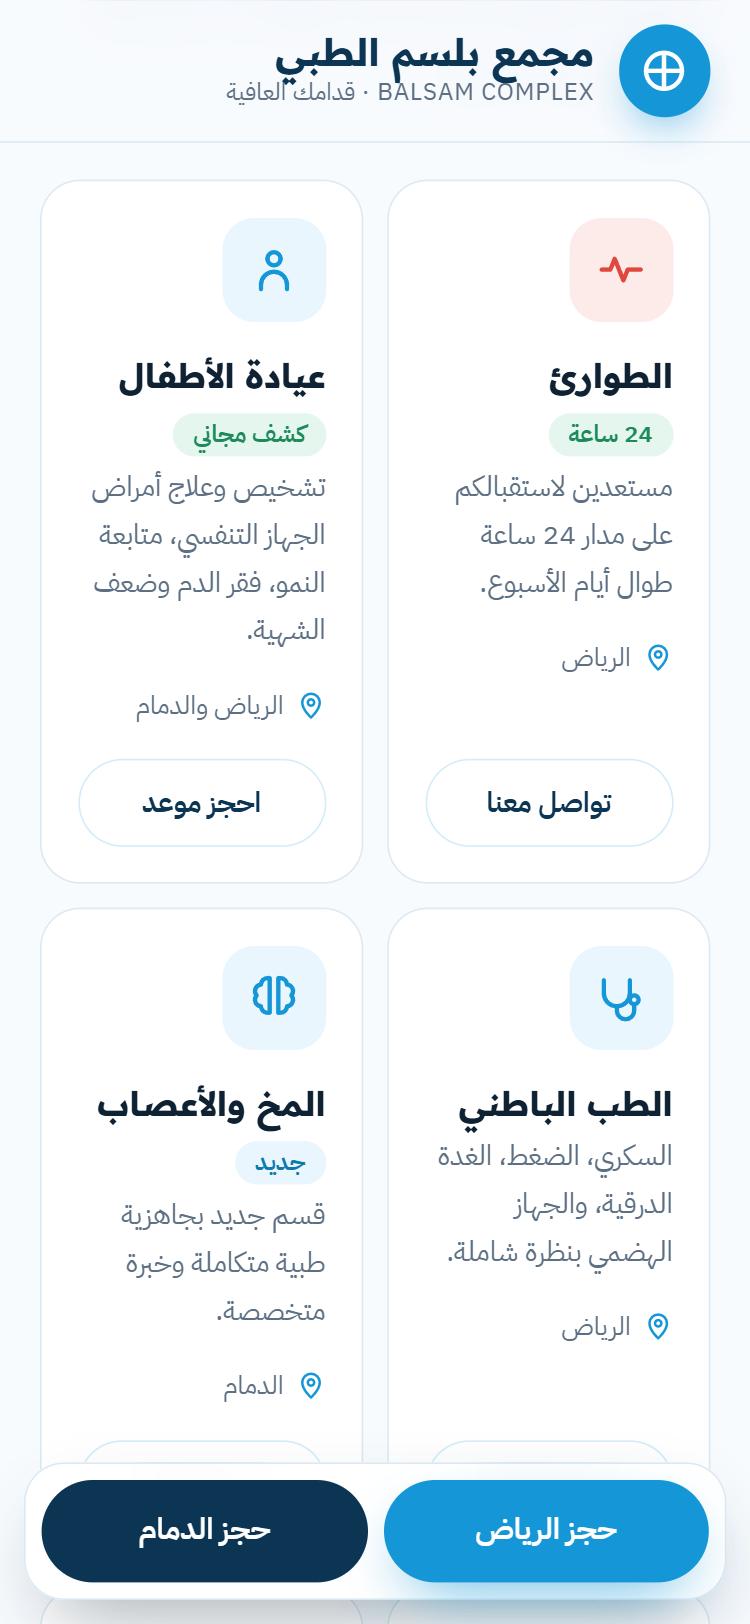 مجمع بلسم الطبي
BALSAM COMPLEX · قدامك العافية
الطوارئ
24 ساعة
مستعدين لاستقبالكم
على مدار 24 ساعة
طوال أيام الأسبوع.
الرياض
تواصل معنا
عيادة الأطفال
كشف مجاني
تشخيص وعلاج أمراض
الجهاز التنفسي، متابعة
النمو، فقر الدم وضعف
الشهية.
الرياض والدمام
احجز موعد
الطب الباطني
السكري، الضغط، الغدة
الدرقية، والجهاز
الهضمي بنظرة شاملة.
الرياض
المخ والأعصاب
جديد
قسم جديد بجاهزية
طبية متكاملة وخبرة
متخصصة.
الدمام
حجز الرياض
حجز الدمام